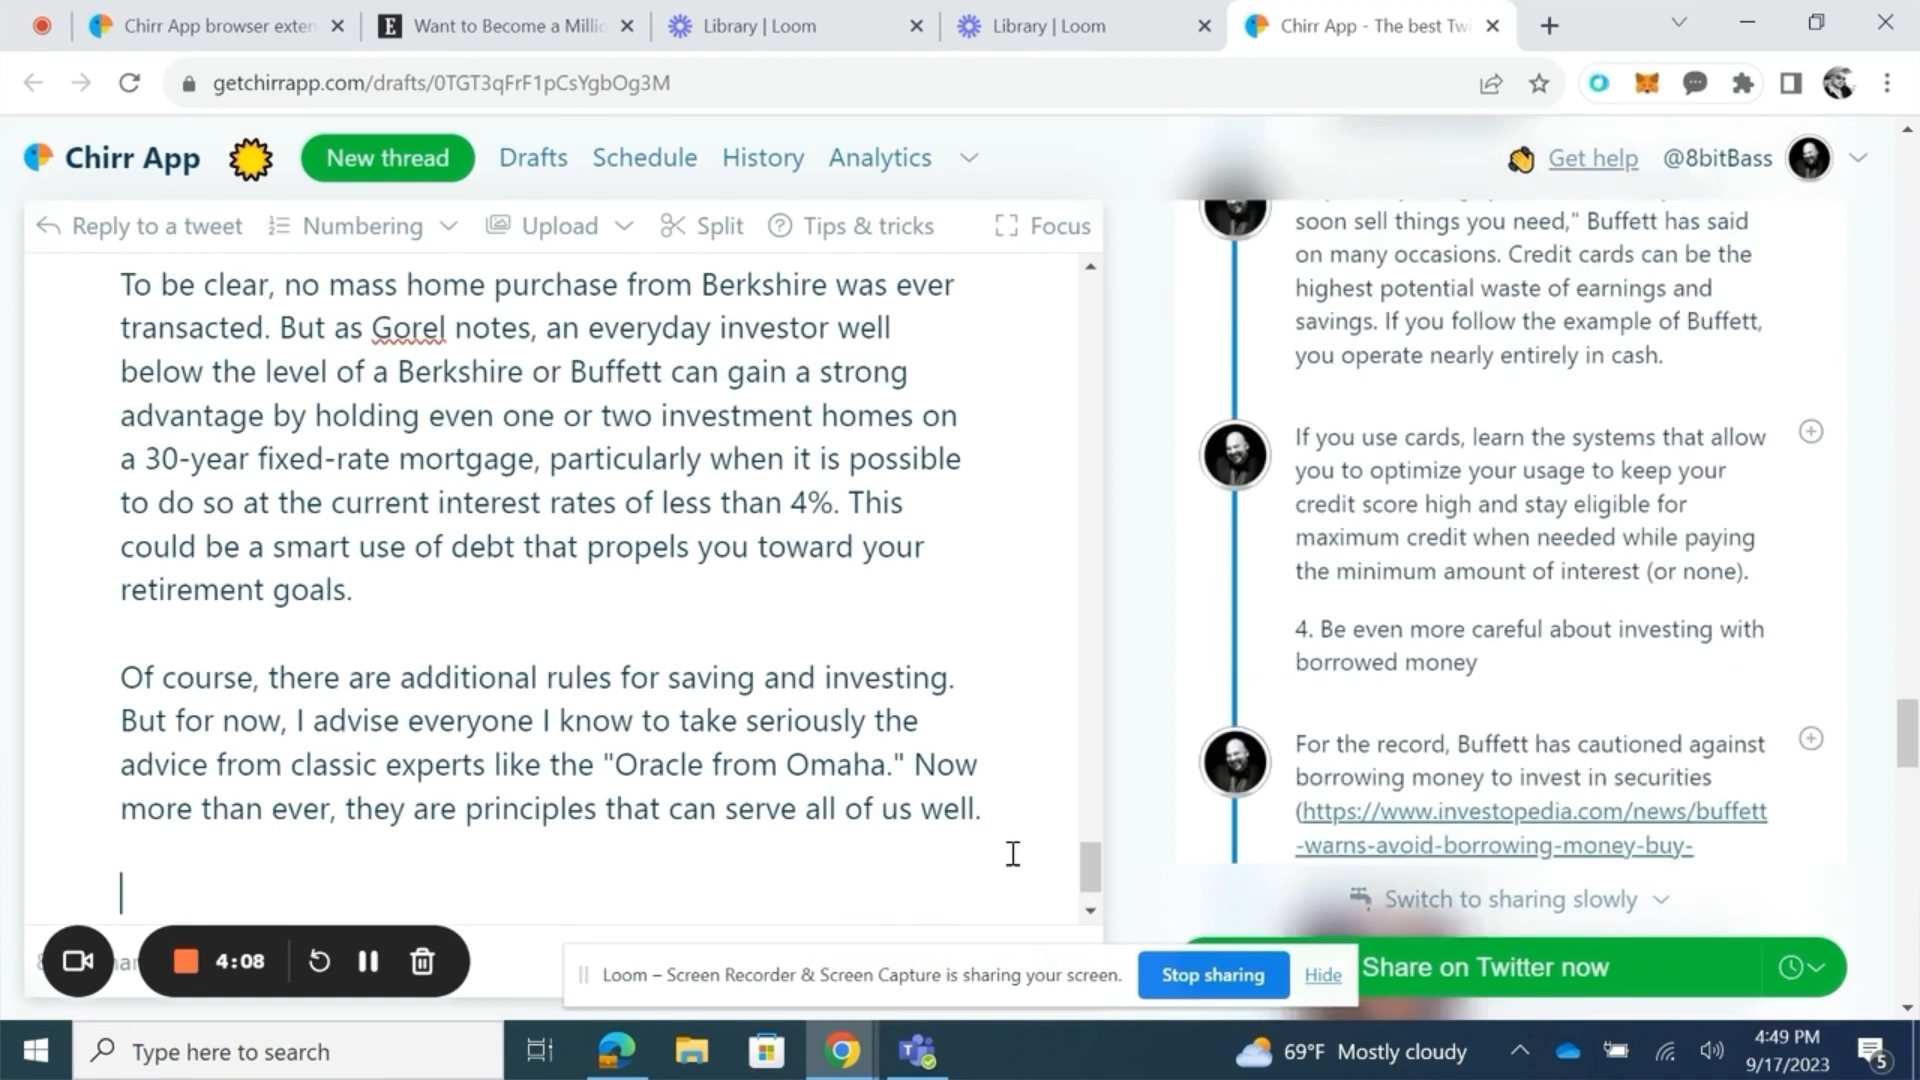 Chirr App browser exten
Want to Become a Millio
Library | Loom
Library | Loom
Chirr App - The best Twi
getchirrapp.com/drafts/0TGT3qFrF1pCsYgbOg3M
Chirr App
New thread
Drafts
Schedule
History
Analytics
Get help
@8bitBass
Reply to a tweet
Numbering
Upload
Split
Tips & tricks
Focus
To be clear, no mass home purchase from Berkshire was ever
transacted. But as Gorel notes, an everyday investor well
below the level of a Berkshire or Buffett can gain a strong
advantage by holding even one or two investment homes on
a 30-year fixed-rate mortgage, particularly when it is possible
to do so at the current interest rates of less than 4%. This
could be a smart use of debt that propels you toward your
retirement goals.
Of course, there are additional rules for saving and investing.
But for now, I advise everyone I know to take seriously the
advice from classic experts like the "Oracle from Omaha." Now
more than ever, they are principles that can serve all of us well.
soon sell things you need," Buffett has said
on many occasions. Credit cards can be the
highest potential waste of earnings and
savings. If you follow the example of Buffett,
you operate nearly entirely in cash.
If you use cards, learn the systems that allow
you to optimize your usage to keep your
credit score high and stay eligible for
maximum credit when needed while paying
the minimum amount of interest (or none).
4. Be even more careful about investing with
borrowed money
For the record, Buffett has cautioned against
borrowing money to invest in securities
(https://www.investopedia.com/news/buffett
-warns-avoid-borrowing-money-buy-
Switch to sharing slowly
Share on Twitter now
4:08
Loom – Screen Recorder & Screen Capture is sharing your screen.
Stop sharing
Hide
Type here to search
69°F Mostly cloudy
4:49 PM
9/17/2023
5